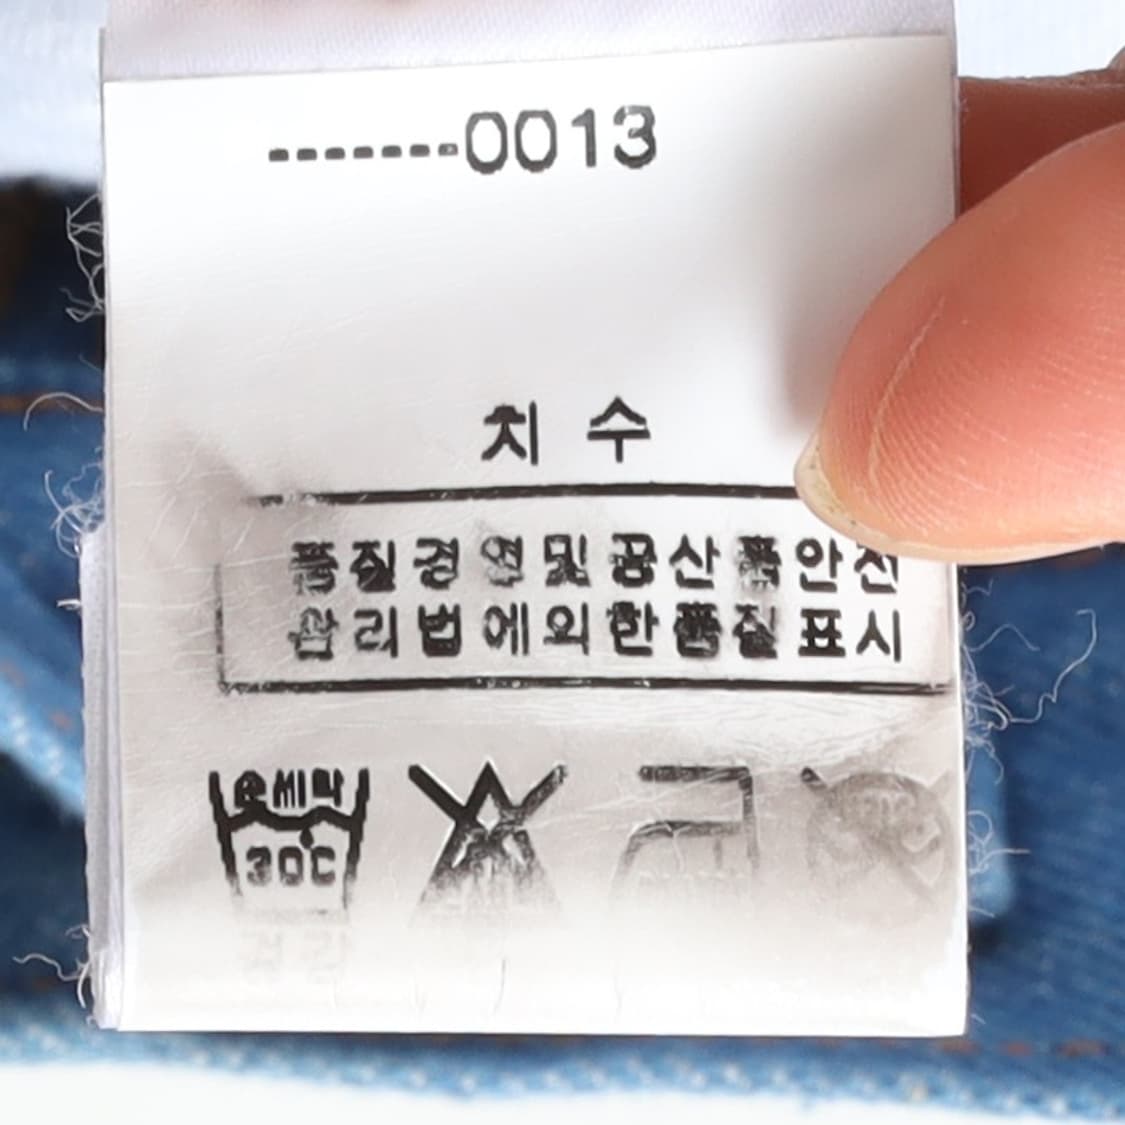 -------0013
치 수
품질경영및공산품안전
관리법에의한품질표시
손세탁
30C